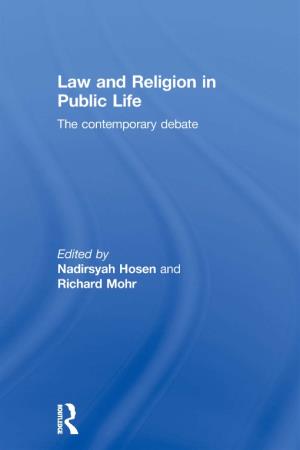 Law and Religion in
Public Life
The contemporary debate
Edited by
Nadirsyah Hosen and
Richard Mohr
ROUTLEDGE